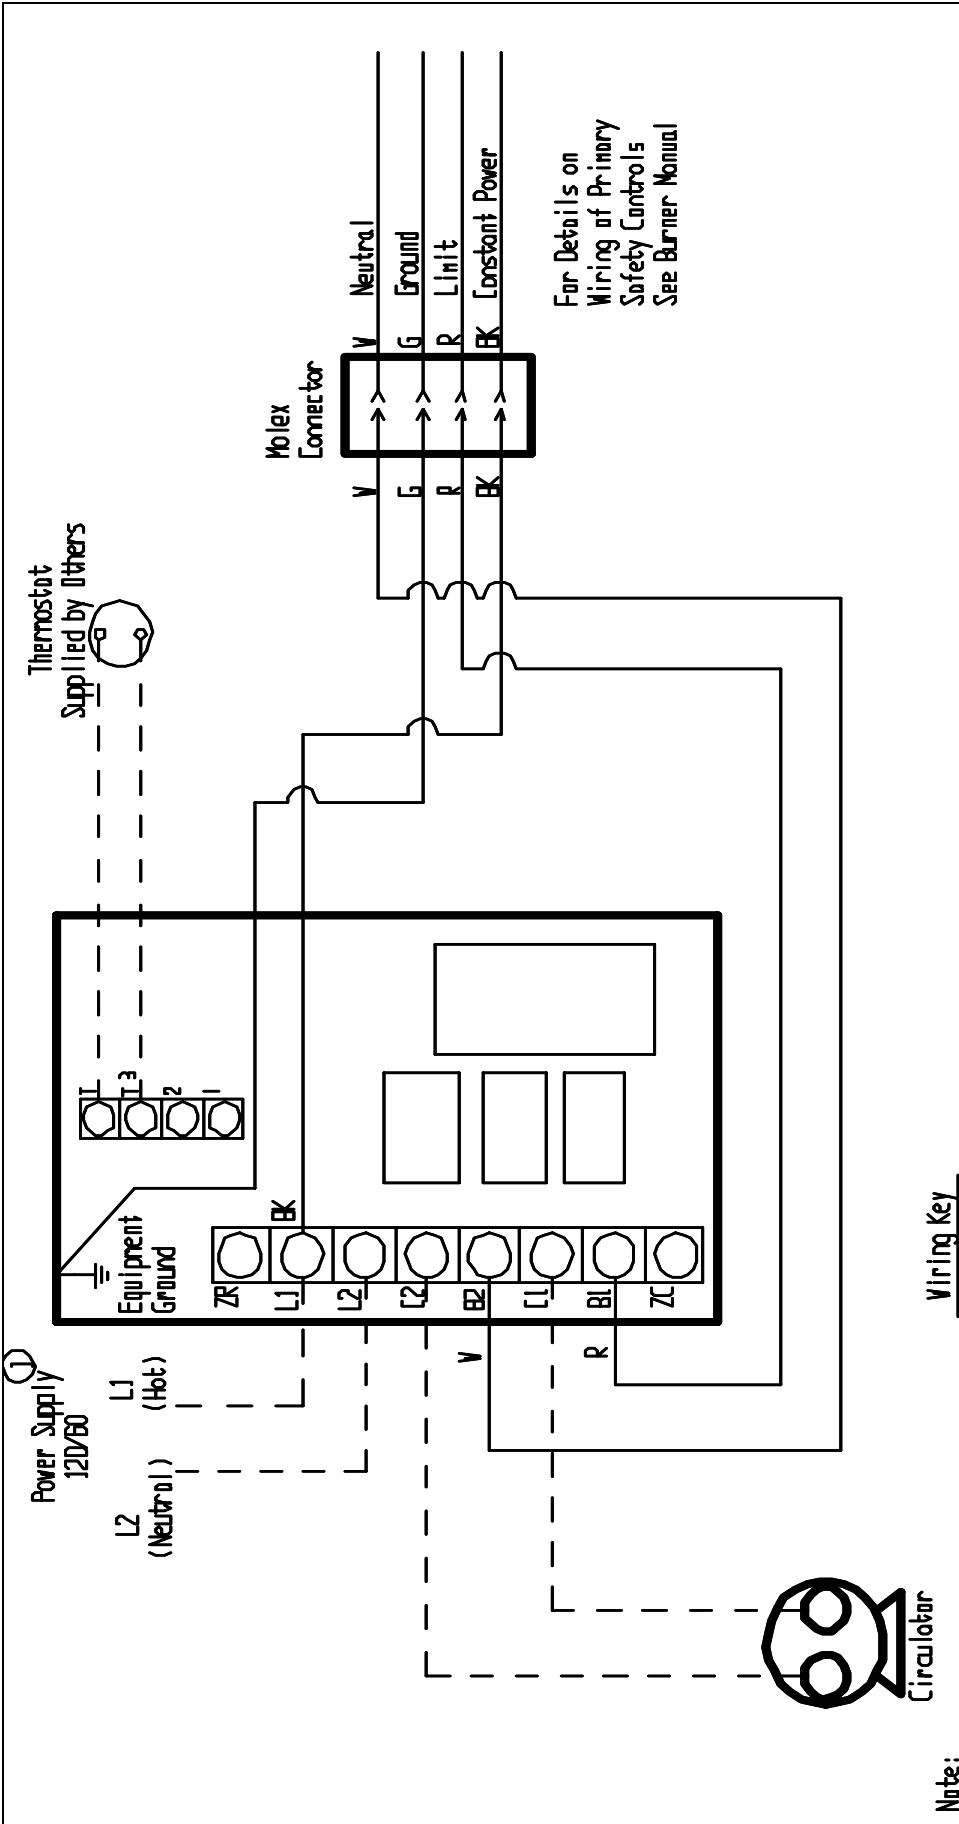 Neutral
Ground
Limit
Constant Power
For Details on
Wiring of Primary
Safety Controls
See Burner Manual
W
G
R
BK
Molex
Connector
W
G
R
BK
Thermostat
Supplied by Others
T
T 3
2
1
Equipment
Ground
BK
ZR
L1
L2
C2
B2
C1
B1
ZC
1
Power Supply
120/60
L1
(Hot)
L2
(Neutral)
W
R
Circulator
Wiring Key
Note: